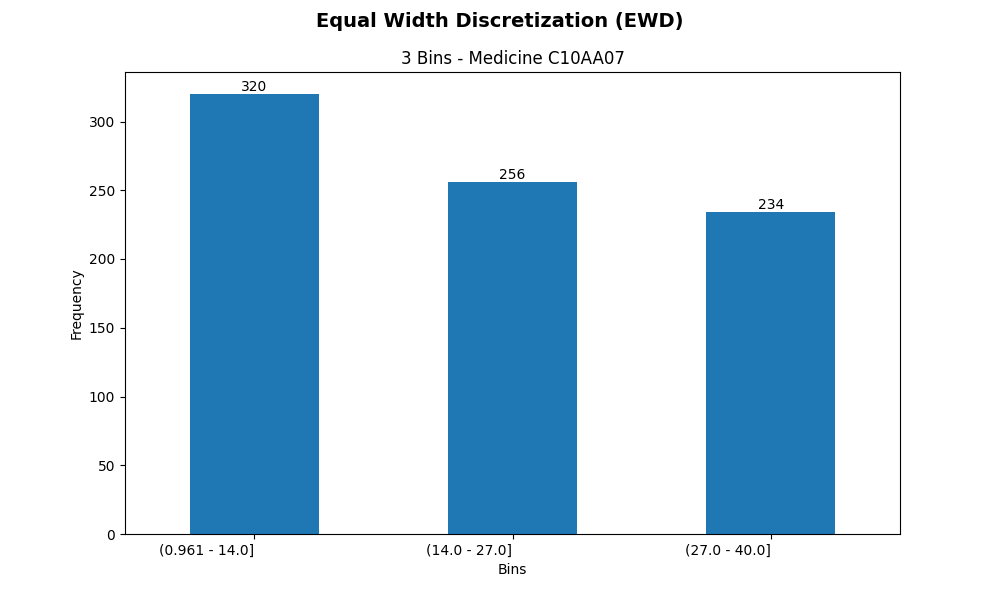 Equal Width Discretization (EWD)
3 Bins - Medicine C10AA07
320
256
234
300
250
200
150
100
50
0
Frequency
(0.961 - 14.0]
(14.0 - 27.0]
(27.0 - 40.0]
Bins